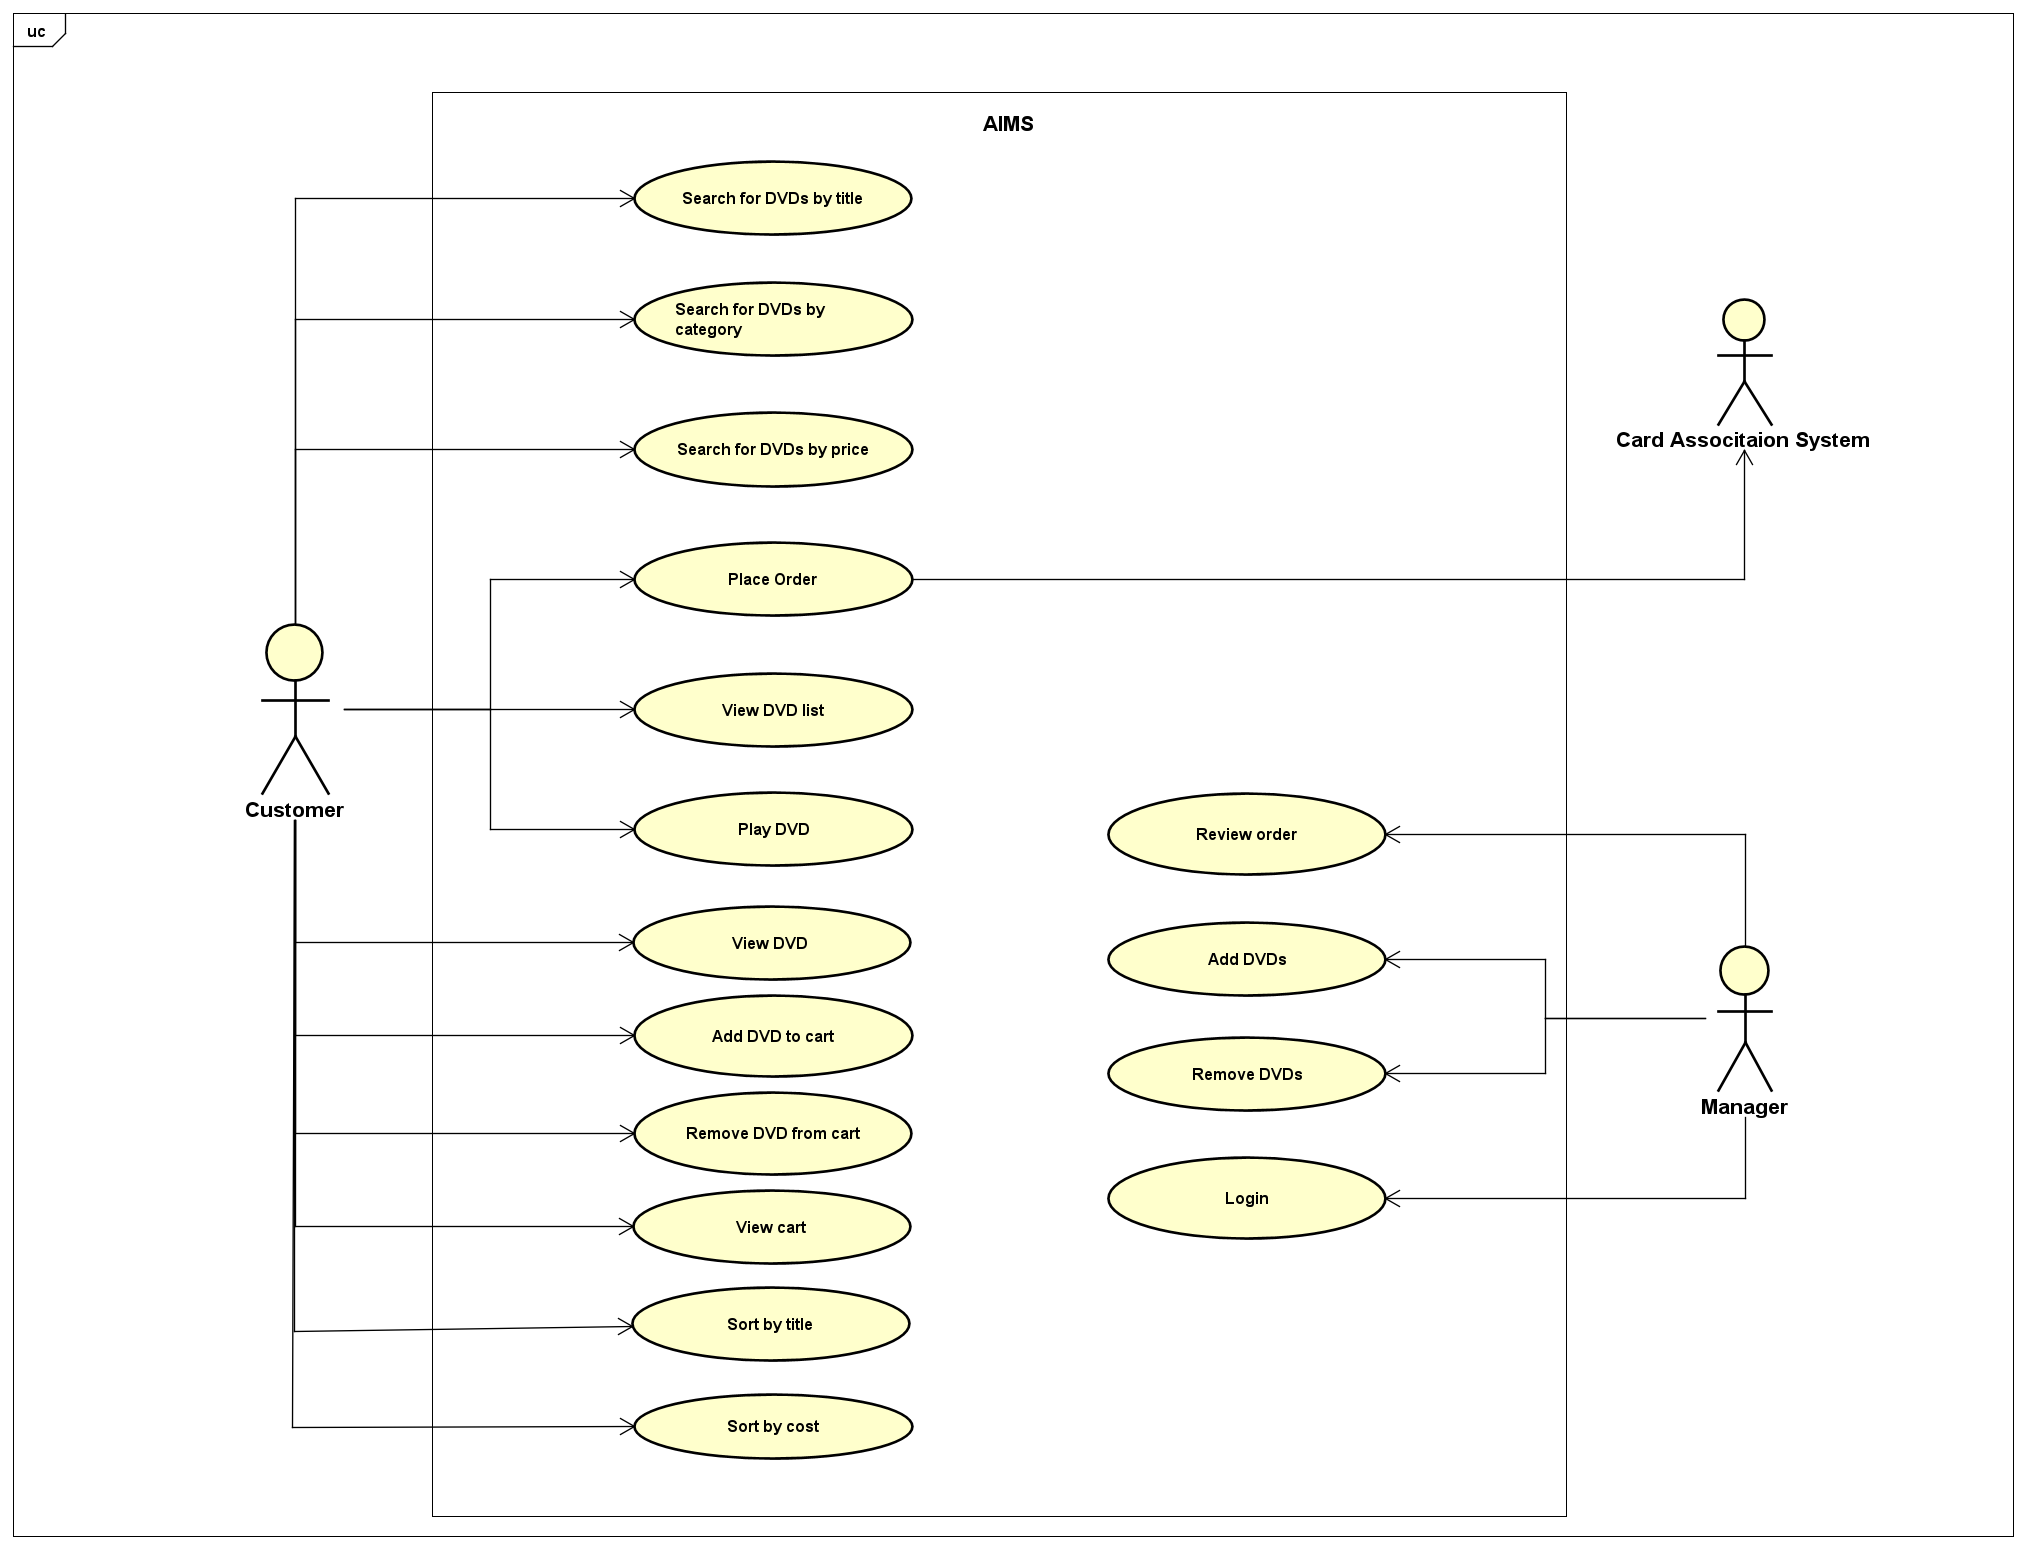 uc
AIMS
Search for DVDs by title
Search for DVDs by
category
Search for DVDs by price
Card Associtaion System
Place Order
View DVD list
Customer
Play DVD
Review order
View DVD
Add DVDs
Add DVD to cart
Remove DVDs
Manager
Remove DVD from cart
Login
View cart
Sort by title
Sort by cost